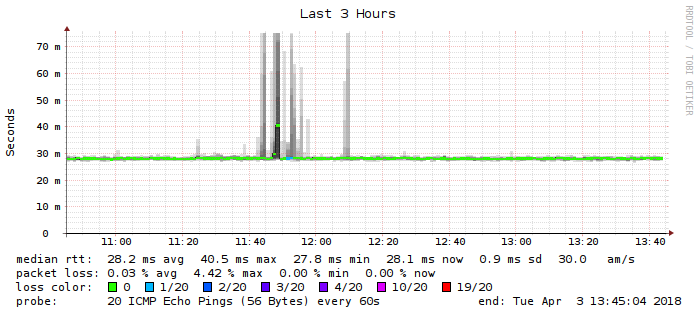 Last 3 Hours
RRDTOOL / TOBI OETIKER
Seconds
70 m
60 m
50 m
40 m
30 m
20 m
10 m
0
11:00 11:20 11:40 12:00 12:20 12:40 13:00 13:20 13:40
median rtt: 28.2 ms avg 40.5 ms max 27.8 ms min 28.1 ms now 0.9 ms sd 30.0 am/s
packet loss: 0.03 % avg 4.42 % max 0.00 % min 0.00 % now
loss color: 0 1/20 2/20 3/20 4/20 10/20 19/20
probe: 20 ICMP Echo Pings (56 Bytes) every 60s end: Tue Apr 3 13:45:04 2018